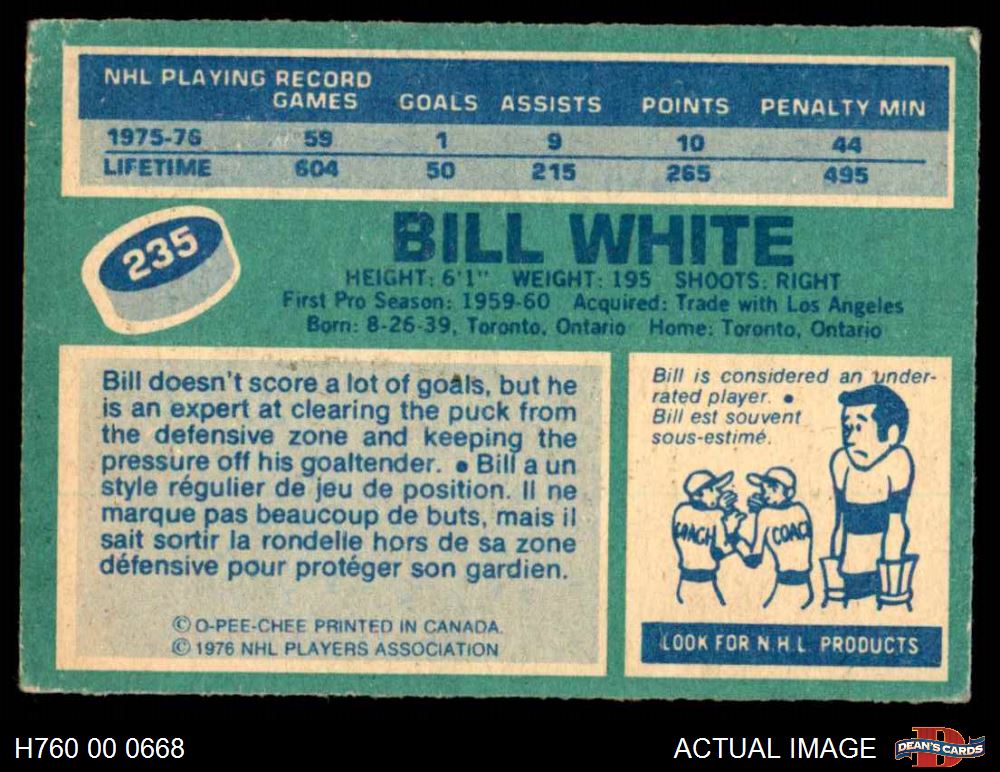 NHL PLAYING RECORD
GAMES GOALS ASSISTS POINTS PENALTY MIN
1975-76 59 1 9 10 44
LIFETIME 604 50 215 265 495
235
BILL WHITE
HEIGHT: 6'1" WEIGHT: 195 SHOOTS: RIGHT
First Pro Season: 1959-60 Acquired: Trade with Los Angeles
Born: 8-26-39, Toronto, Ontario Home: Toronto, Ontario
Bill doesn't score a lot of goals, but he
is an expert at clearing the puck from
the defensive zone and keeping the
pressure off his goaltender. • Bill a un
style régulier de jeu de position. Il ne
marque pas beaucoup de buts, mais il
sait sortir la rondelle hors de sa zone
défensive pour protéger son gardien.
© O-PEE-CHEE PRINTED IN CANADA.
© 1976 NHL PLAYERS ASSOCIATION
Bill is considered an under-
rated player. •
Bill est souvent
sous-estimé.
COACH COACH
LOOK FOR N.H.L. PRODUCTS
H760 00 0668 ACTUAL IMAGE DEAN'S CARDS